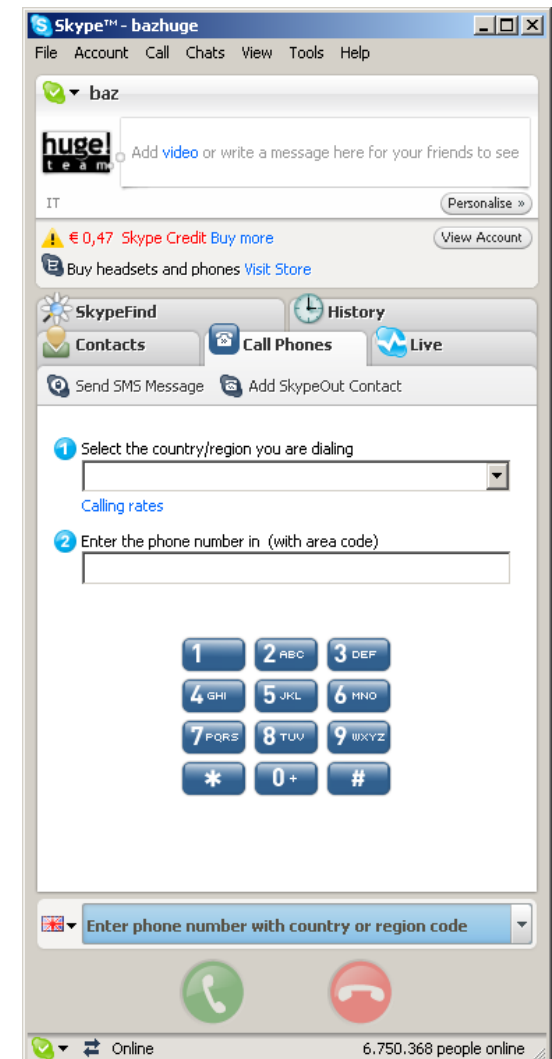 Skype™ - bazhuge
File Account Call Chats View Tools Help
baz
huge!
team
Add video or write a message here for your friends to see
IT
Personalise »
€ 0,47 Skype Credit Buy more
View Account
Buy headsets and phones Visit Store
SkypeFind History
Contacts Call Phones Live
Send SMS Message Add SkypeOut Contact
1 Select the country/region you are dialing
Calling rates
2 Enter the phone number in (with area code)
1 2 ABC 3 DEF
4 GHI 5 JKL 6 MNO
7 PQRS 8 TUV 9 WXYZ
* 0 + #
Enter phone number with country or region code
Online 6.750.368 people online